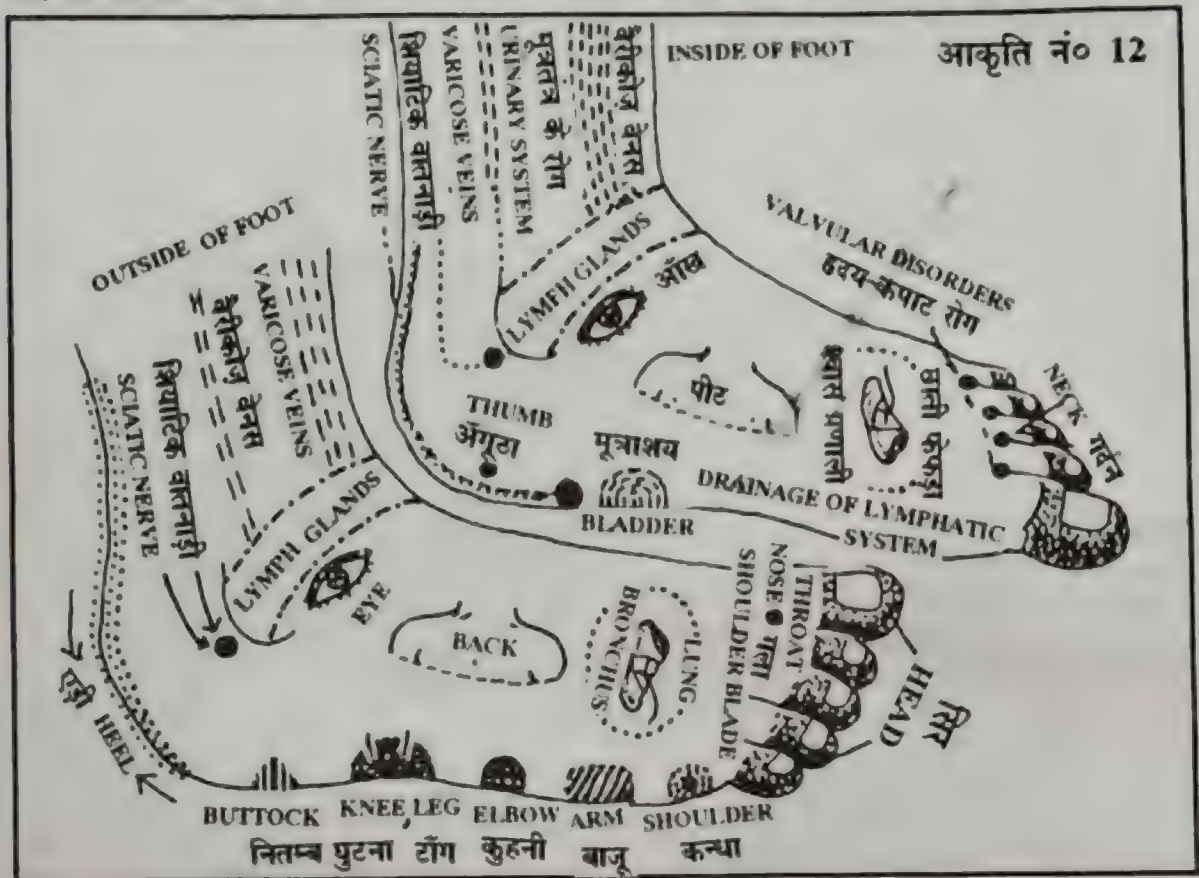 INSIDE OF FOOT
आकृति नं० 12
SCIATIC NERVE
शियाटिक वातनाड़ी
VARICOSE VEINS
URINARY SYSTEM
मूत्रतंत्र के रोग
वेरीकोज़ वेनस
LYMPH GLANDS
आँख
VALVULAR DISORDERS
हृदय-कपाट रोग
NECK गर्दन
पीट
श्वास प्रणाली
छाती फेफड़ा
THUMB
अँगूठा
मूत्राशय
BLADDER
DRAINAGE OF LYMPHATIC
SYSTEM
OUTSIDE OF FOOT
VARICOSE VEINS
वेरीकोज़ वेनस
शियाटिक वातनाड़ी
SCIATIC NERVE
LYMPH GLANDS
EYE
BACK
BRONCHUS
LUNG
THROAT
NOSE गला
SHOULDER BLADE
HEAD
सिर
एड़ी HEEL
BUTTOCK KNEE, LEG ELBOW ARM SHOULDER
नितम्ब घुटना टाँग कुहनी बाजू कन्धा